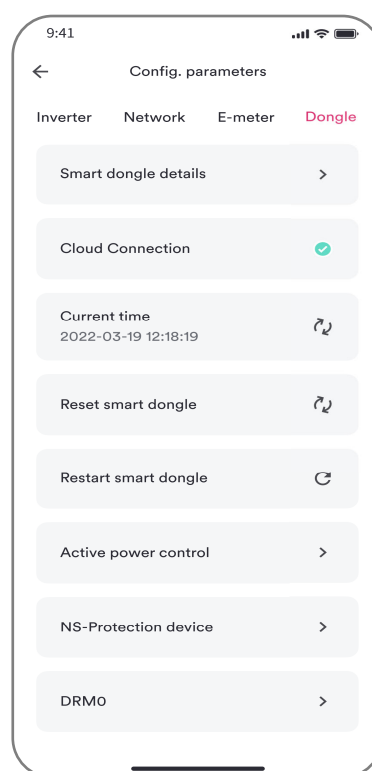 9:41
Config. parameters
Inverter Network E-meter Dongle
Smart dongle details
Cloud Connection
Current time
2022-03-19 12:18:19
Reset smart dongle
Restart smart dongle
Active power control
NS-Protection device
DRM0